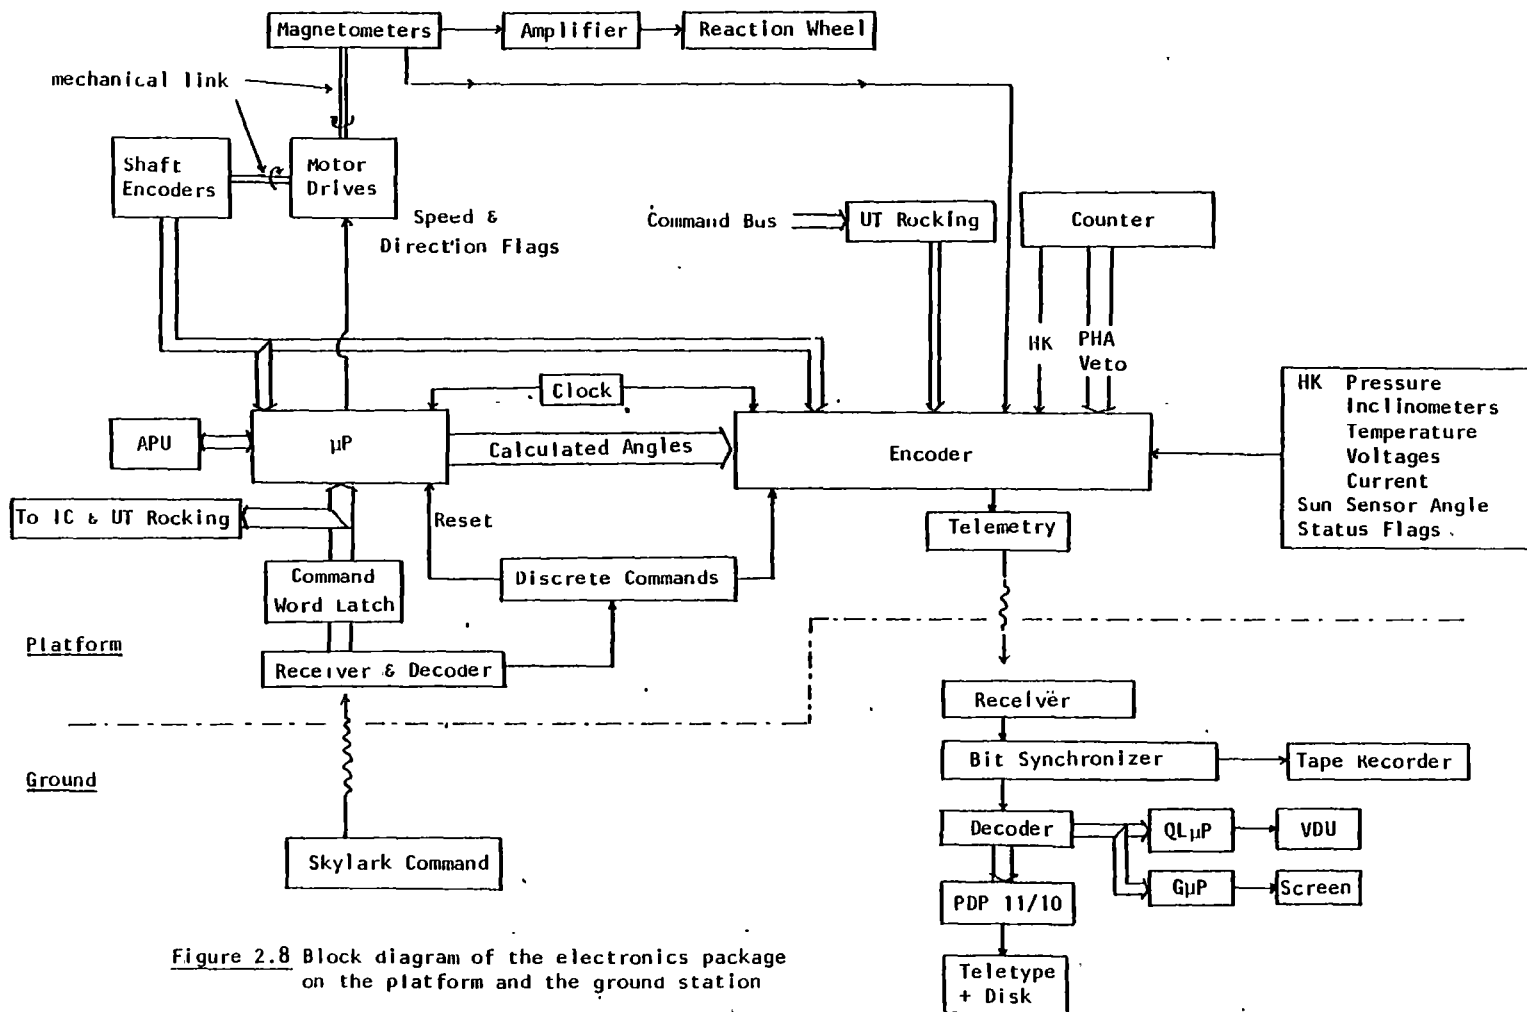 Magnetometers
Amplifier
Reaction Wheel
mechanical link
Shaft
Encoders
Motor
Drives
Speed &
Direction Flags
Command Bus
UT Rocking
Counter
HK
PHA
Veto
Clock
APU
µP
Calculated Angles
Encoder
HK Pressure
Inclinometers
Temperature
Voltages
Current
Sun Sensor Angle
Status Flags
To IC & UT Rocking
Reset
Telemetry
Command
Word Latch
Discrete Commands
Platform
Receiver & Decoder
Receiver
Ground
Bit Synchronizer
Tape Recorder
Decoder
QLµP
VDU
Skylark Command
GµP
Screen
PDP 11/10
Teletype
+ Disk
Figure 2.8 Block diagram of the electronics package
on the platform and the ground station